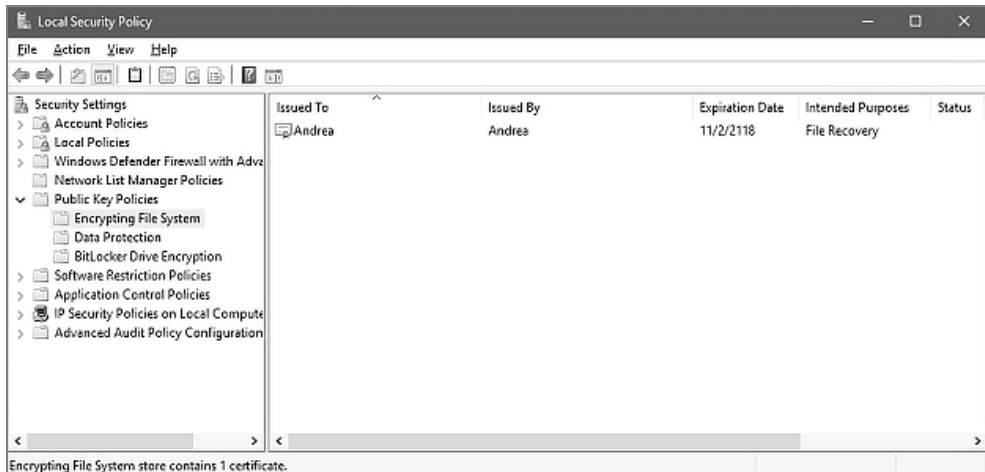 Local Security Policy
File Action View Help
Security Settings
Account Policies
Local Policies
Windows Defender Firewall with Adva
Network List Manager Policies
Public Key Policies
Encrypting File System
Data Protection
BitLocker Drive Encryption
Software Restriction Policies
Application Control Policies
IP Security Policies on Local Compute
Advanced Audit Policy Configuration
Issued To Issued By Expiration Date Intended Purposes Status
Andrea Andrea 11/2/2118 File Recovery
Encrypting File System store contains 1 certificate.